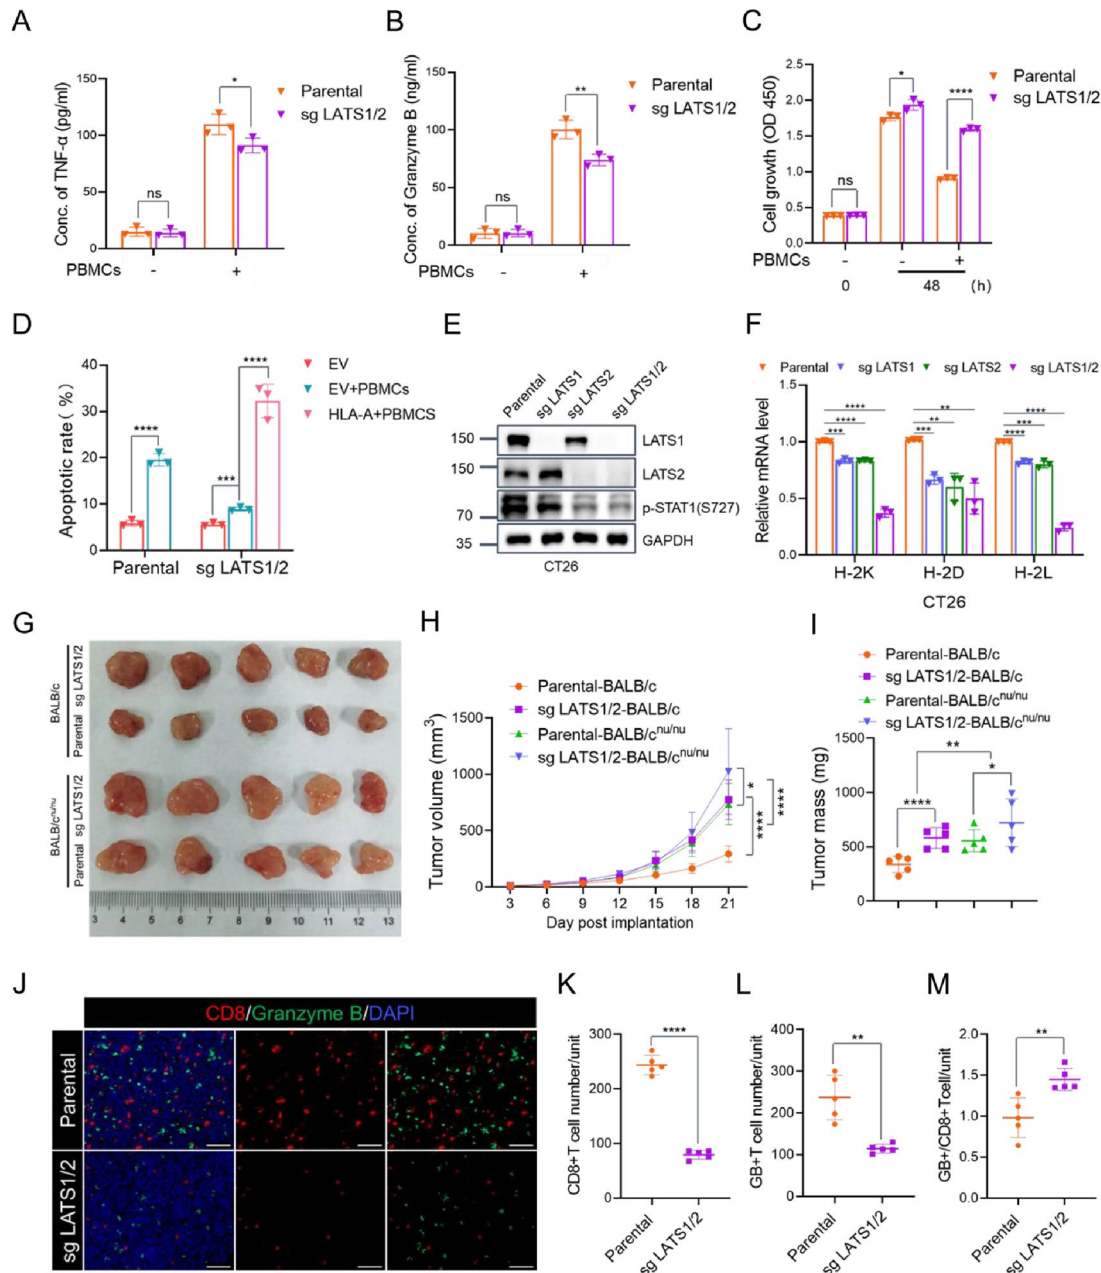 A
Conc. of TNF-α (pg/ml)
150
100
50
0
*
ns
Parental
sg LATS1/2
PBMCs
-
+
B
Conc. of Granzyme B (ng/ml)
150
100
50
0
**
ns
Parental
sg LATS1/2
PBMCs
-
+
C
Cell growth (OD 450)
2.5
2.0
1.5
1.0
0.5
0.0
ns
*
****
Parental
sg LATS1/2
PBMCs
-
+
0
48
(h)
D
Apoptotic rate (%)
40
30
20
10
0
****
***
****
EV
EV+PBMCs
HLA-A+PBMCS
Parental
sg LATS1/2
E
Parental
sg LATS1
sg LATS2
sg LATS1/2
150
LATS1
150
LATS2
70
p-STAT1(S727)
35
GAPDH
CT26
F
Parental
sg LATS1
sg LATS2
sg LATS1/2
Relative mRNA level
1.5
1.0
0.5
0.0
****
****
***
**
**
***
****
***
****
H-2K
H-2D
H-2L
CT26
G
BALB/c
sg LATS1/2
Parental
BALB/c^nu/nu
sg LATS1/2
Parental
3 4 5 6 7 8 9 10 11 12 13
H
Parental-BALB/c
sg LATS1/2-BALB/c
Parental-BALB/c^nu/nu
sg LATS1/2-BALB/c^nu/nu
Tumor volume (mm³)
1500
1000
500
0
*
****
****
3 6 9 12 15 18 21
Day post implantation
I
Parental-BALB/c
sg LATS1/2-BALB/c
Parental-BALB/c^nu/nu
sg LATS1/2-BALB/c^nu/nu
Tumor mass (mg)
1500
1000
500
0
**
****
*
J
CD8/Granzyme B/DAPI
Parental
sg LATS1/2
K
CD8+T cell number/unit
300
200
100
0
****
Parental
sg LATS1/2
L
GB+T cell number/unit
400
300
200
100
0
**
Parental
sg LATS1/2
M
GB+/CD8+Tcell/unit
2.0
1.5
1.0
0.5
0.0
**
Parental
sg LATS1/2